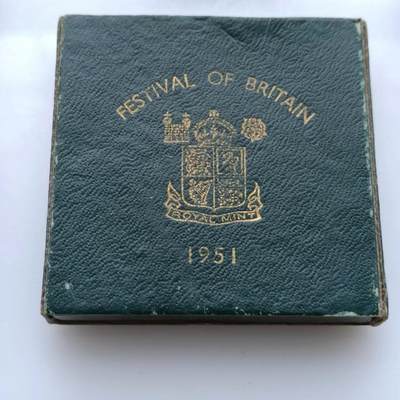 FESTIVAL OF BRITAIN
ROYAL MINT
1951